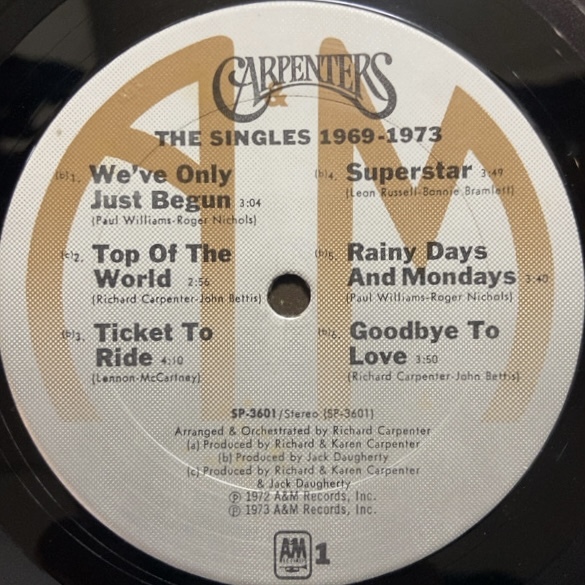 CARPENTERS
THE SINGLES 1969-1973
(b)1. We've Only
Just Begun 3:04
(Paul Williams-Roger Nichols)
(c)2. Top Of The
World 2:56
(Richard Carpenter-John Bettis)
(b)3. Ticket To
Ride 4:10
(Lennon-McCartney)
(b)4. Superstar 3:49
(Leon Russell-Bonnie Bramlett)
(b)5. Rainy Days
And Mondays 3:40
(Paul Williams-Roger Nichols)
(b)6. Goodbye To
Love 3:50
(Richard Carpenter-John Bettis)
SP-3601/Stereo (SP-3601)
Arranged & Orchestrated by Richard Carpenter
(a) Produced by Richard & Karen Carpenter
(b) Produced by Jack Daugherty
(c) Produced by Richard & Karen Carpenter
& Jack Daugherty
℗ 1972 A&M Records, Inc.
℗ 1973 A&M Records, Inc.
A&M
RECORDS
1